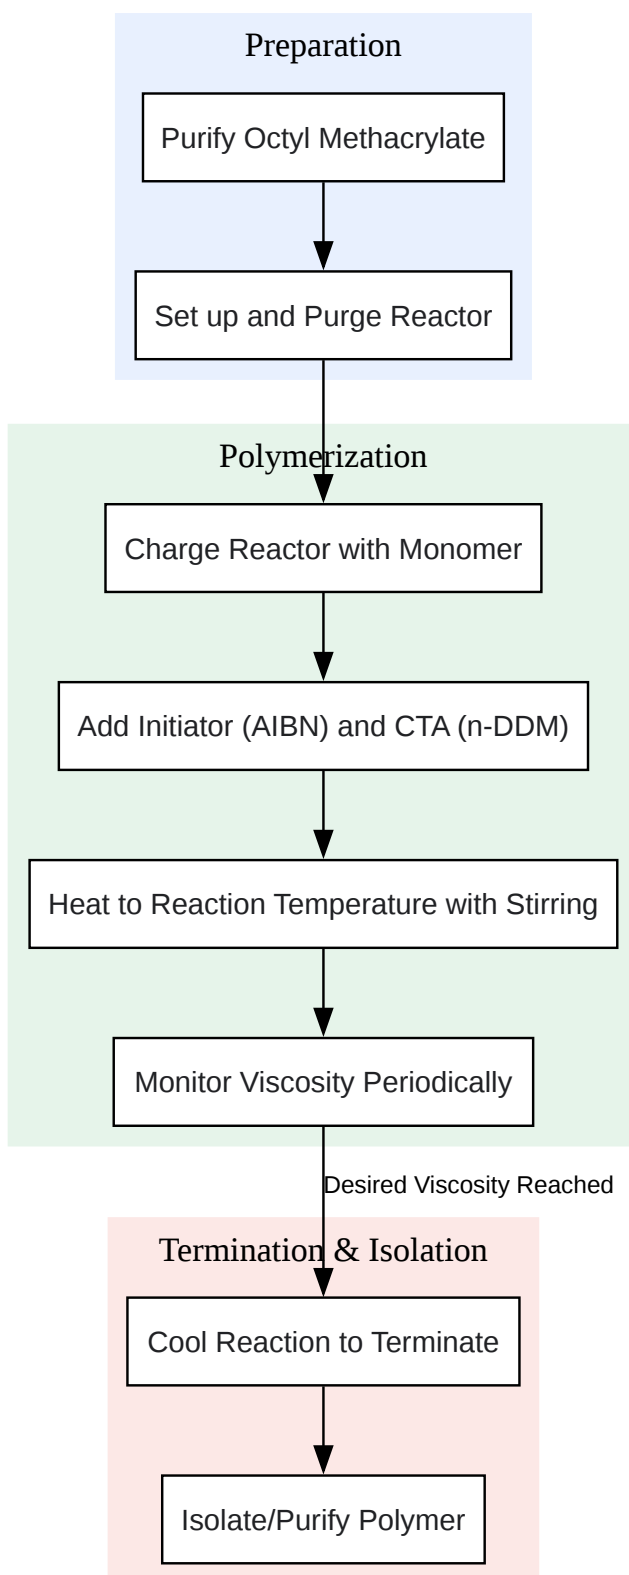 Preparation
Purify Octyl Methacrylate
Set up and Purge Reactor
Polymerization
Charge Reactor with Monomer
Add Initiator (AIBN) and CTA (n-DDM)
Heat to Reaction Temperature with Stirring
Monitor Viscosity Periodically
Desired Viscosity Reached
Termination & Isolation
Cool Reaction to Terminate
Isolate/Purify Polymer